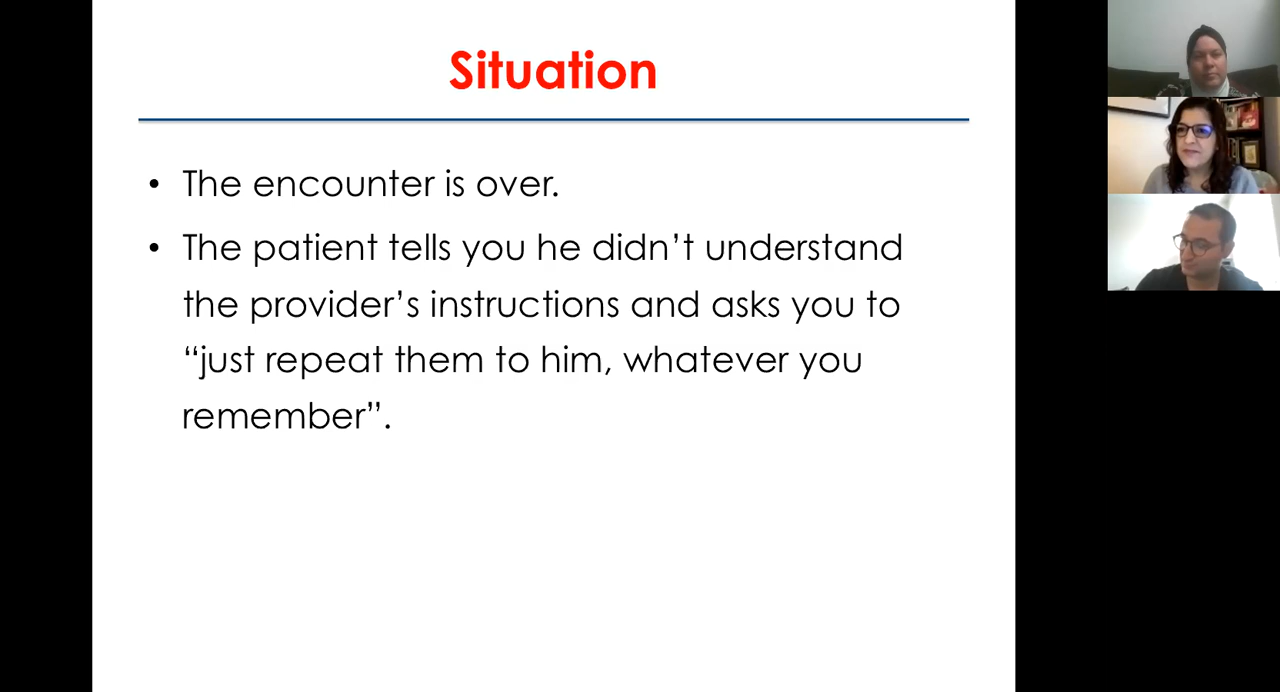 Situation
• The encounter is over.
• The patient tells you he didn’t understand
the provider’s instructions and asks you to
“just repeat them to him, whatever you
remember”.